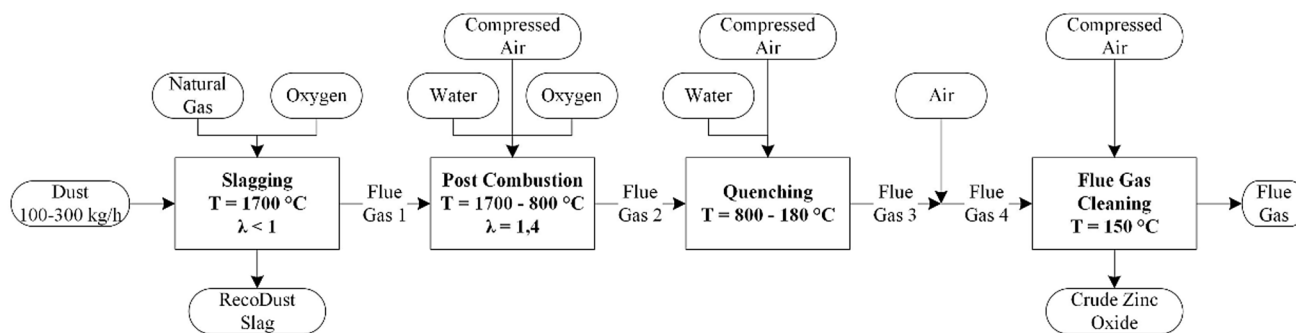 Compressed
Air
Compressed
Air
Compressed
Air
Natural
Gas
Oxygen
Water
Oxygen
Water
Air
Dust
100-300 kg/h
Slagging
T = 1700 °C
λ < 1
Flue
Gas 1
Post Combustion
T = 1700 - 800 °C
λ = 1,4
Flue
Gas 2
Quenching
T = 800 - 180 °C
Flue
Gas 3
Flue
Gas 4
Flue Gas
Cleaning
T = 150 °C
Flue
Gas
RecoDust
Slag
Crude Zinc
Oxide